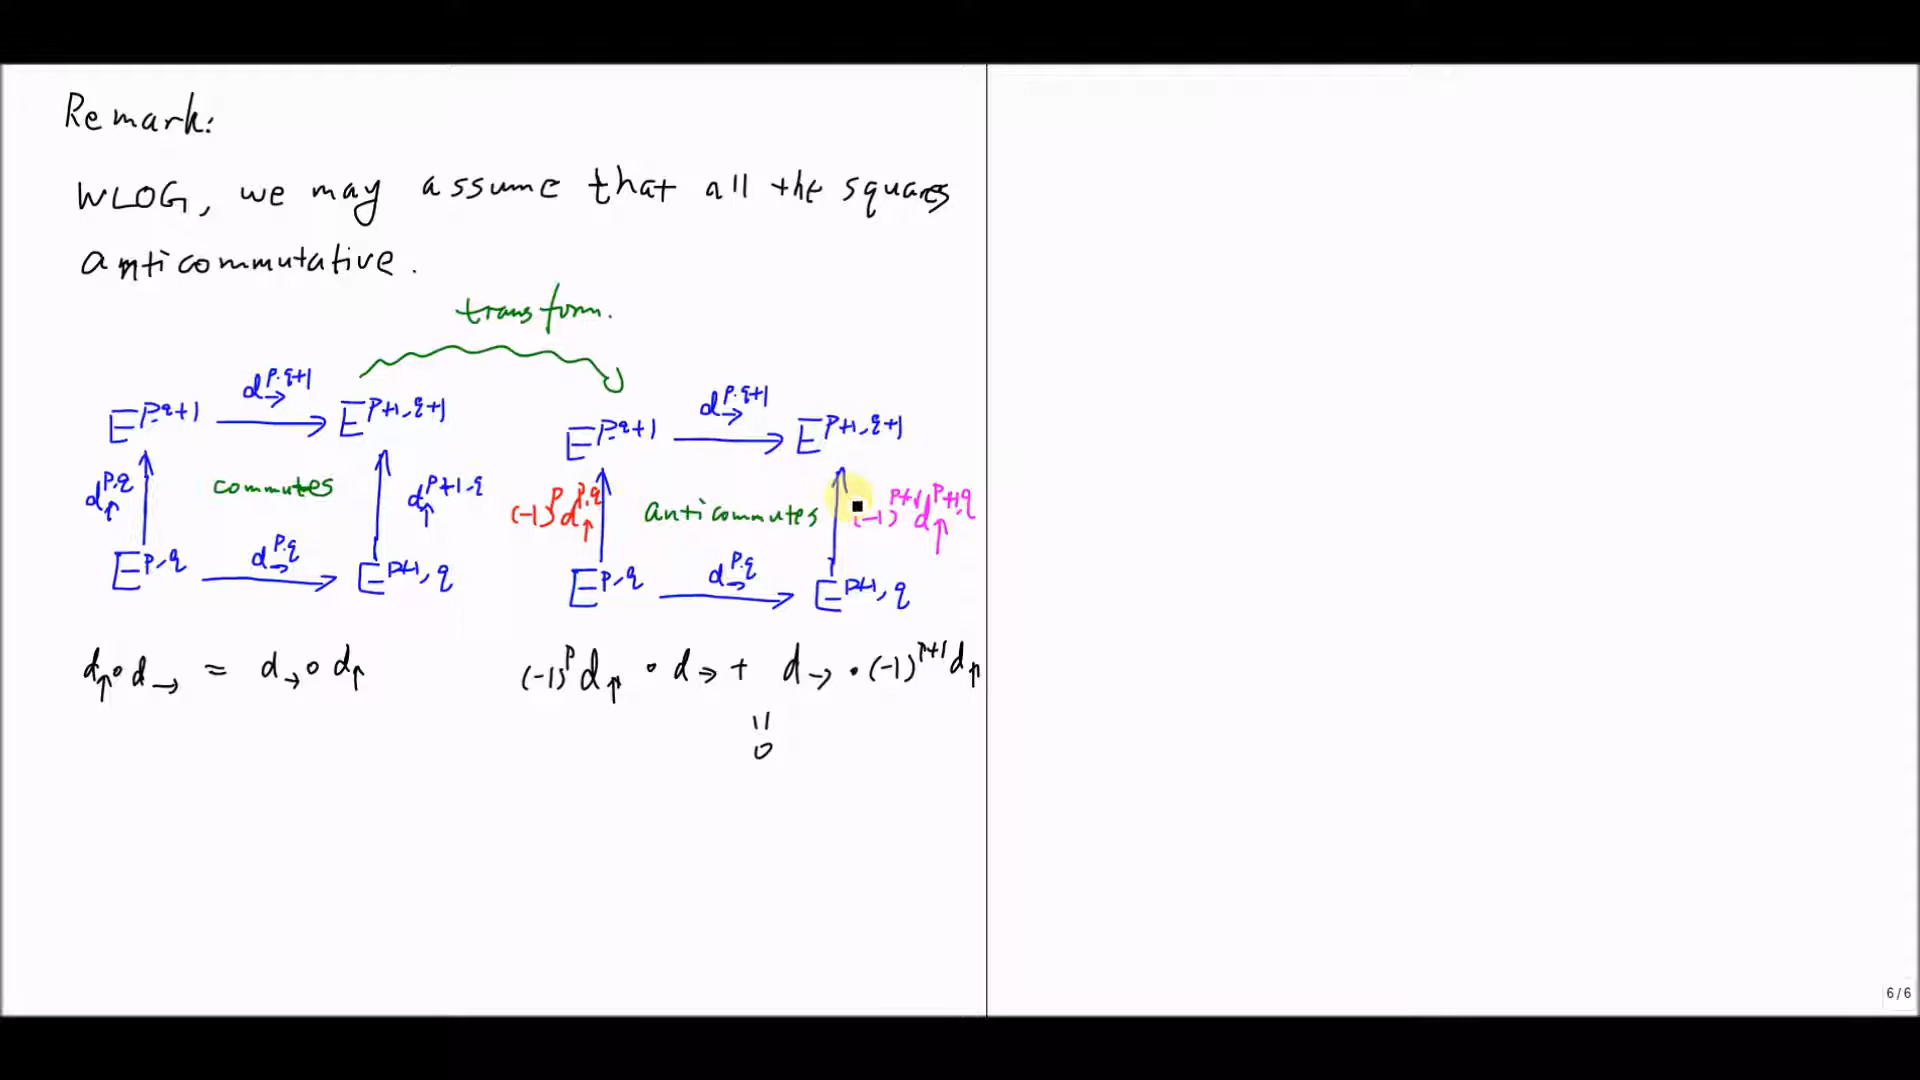 Remark:
WLOG, we may assume that all the squares
anticommutative.
transform.
d→^{p,q+1}
E^{p,q+1} E^{p+1,q+1}
d↑^{p,q} commutes d↑^{p+1,q}
d→^{p,q}
E^{p,q} E^{p+1,q}
d→^{p,q+1}
E^{p,q+1} E^{p+1,q+1}
(-1)^p d↑^{p,q} anticommutes (-1)^{p+1} d↑^{p+1,q}
d→^{p,q}
E^{p,q} E^{p+1,q}
d↑∘d→ = d→∘d↑
(-1)^p d↑ ∘ d→ + d→ ∘ (-1)^{p+1} d↑
=
0
6/6